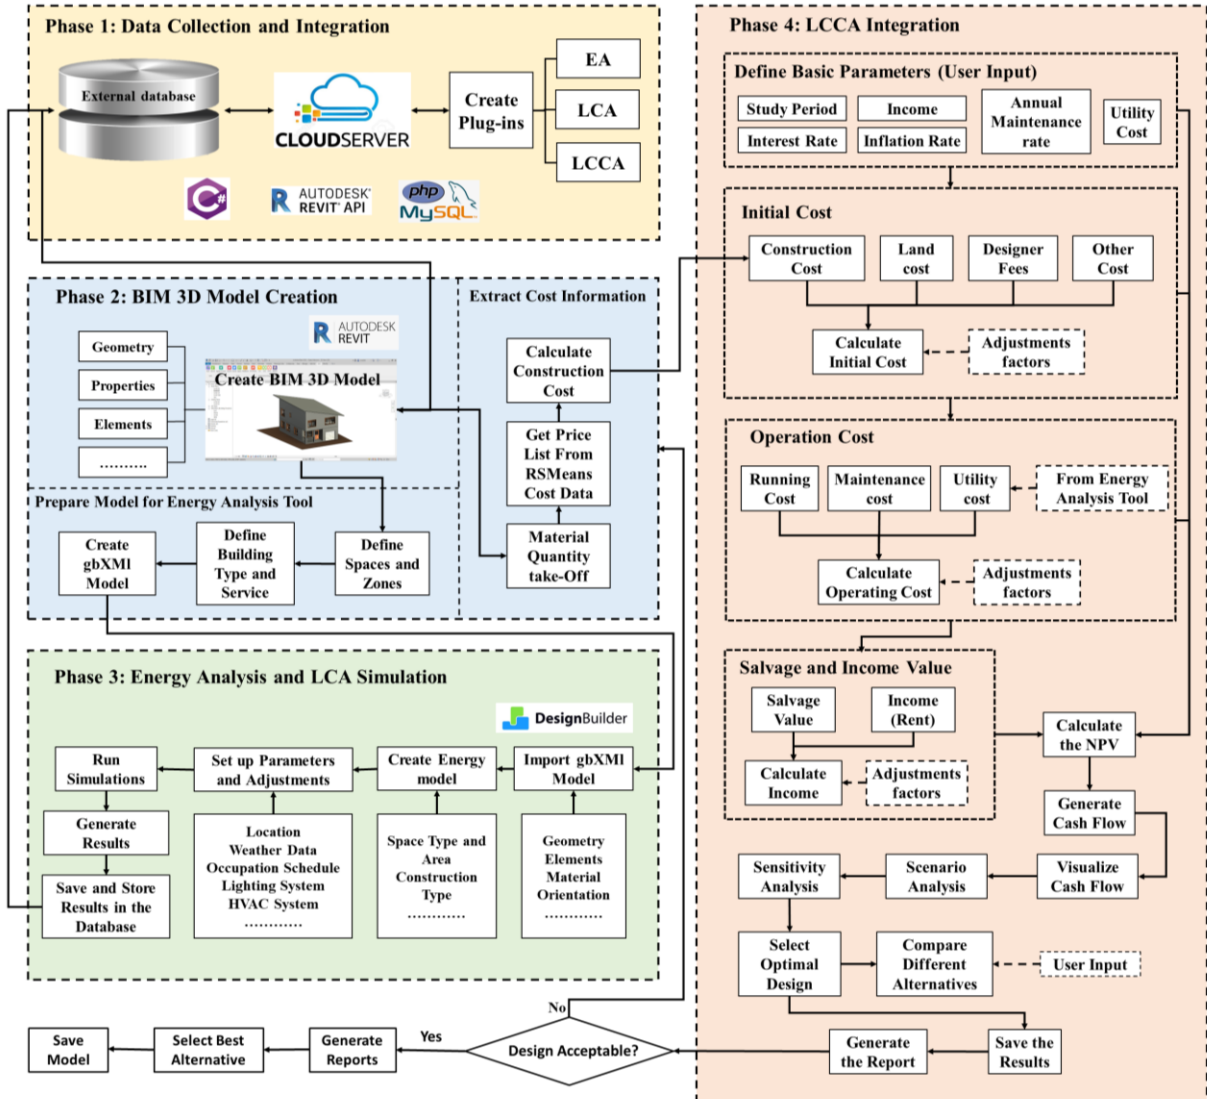 Phase 1: Data Collection and Integration
External database
CLOUDSERVER
Create
Plug-ins
EA
LCA
LCCA
C#
R
AUTODESK®
REVIT® API
php
MySQL
Phase 2: BIM 3D Model Creation
R
AUTODESK
REVIT
Geometry
Properties
Elements
..........
Create BIM 3D Model
Extract Cost Information
Calculate
Construction
Cost
Get Price
List From
RSMeans
Cost Data
Material
Quantity
take-Off
Prepare Model for Energy Analysis Tool
Create
gbXMl
Model
Define
Building
Type and
Service
Define
Spaces and
Zones
Phase 3: Energy Analysis and LCA Simulation
DesignBuilder
Run
Simulations
Set up Parameters
and Adjustments
Create Energy
model
Import gbXMl
Model
Generate
Results
Save and Store
Results in the
Database
Location
Weather Data
Occupation Schedule
Lighting System
HVAC System
............
Space Type and
Area
Construction
Type
............
Geometry
Elements
Material
Orientation
............
Phase 4: LCCA Integration
Define Basic Parameters (User Input)
Study Period
Income
Annual
Maintenance
rate
Utility
Cost
Interest Rate
Inflation Rate
Initial Cost
Construction
Cost
Land
cost
Designer
Fees
Other
Cost
Calculate
Initial Cost
Adjustments
factors
Operation Cost
Running
Cost
Maintenance
cost
Utility
cost
From Energy
Analysis Tool
Calculate
Operating Cost
Adjustments
factors
Salvage and Income Value
Salvage
Value
Income
(Rent)
Calculate
Income
Adjustments
factors
Calculate
the NPV
Generate
Cash Flow
Visualize
Cash Flow
Scenario
Analysis
Sensitivity
Analysis
Select
Optimal
Design
Compare
Different
Alternatives
User Input
Save the
Results
Generate
the Report
No
Design Acceptable?
Yes
Generate
Reports
Select Best
Alternative
Save
Model